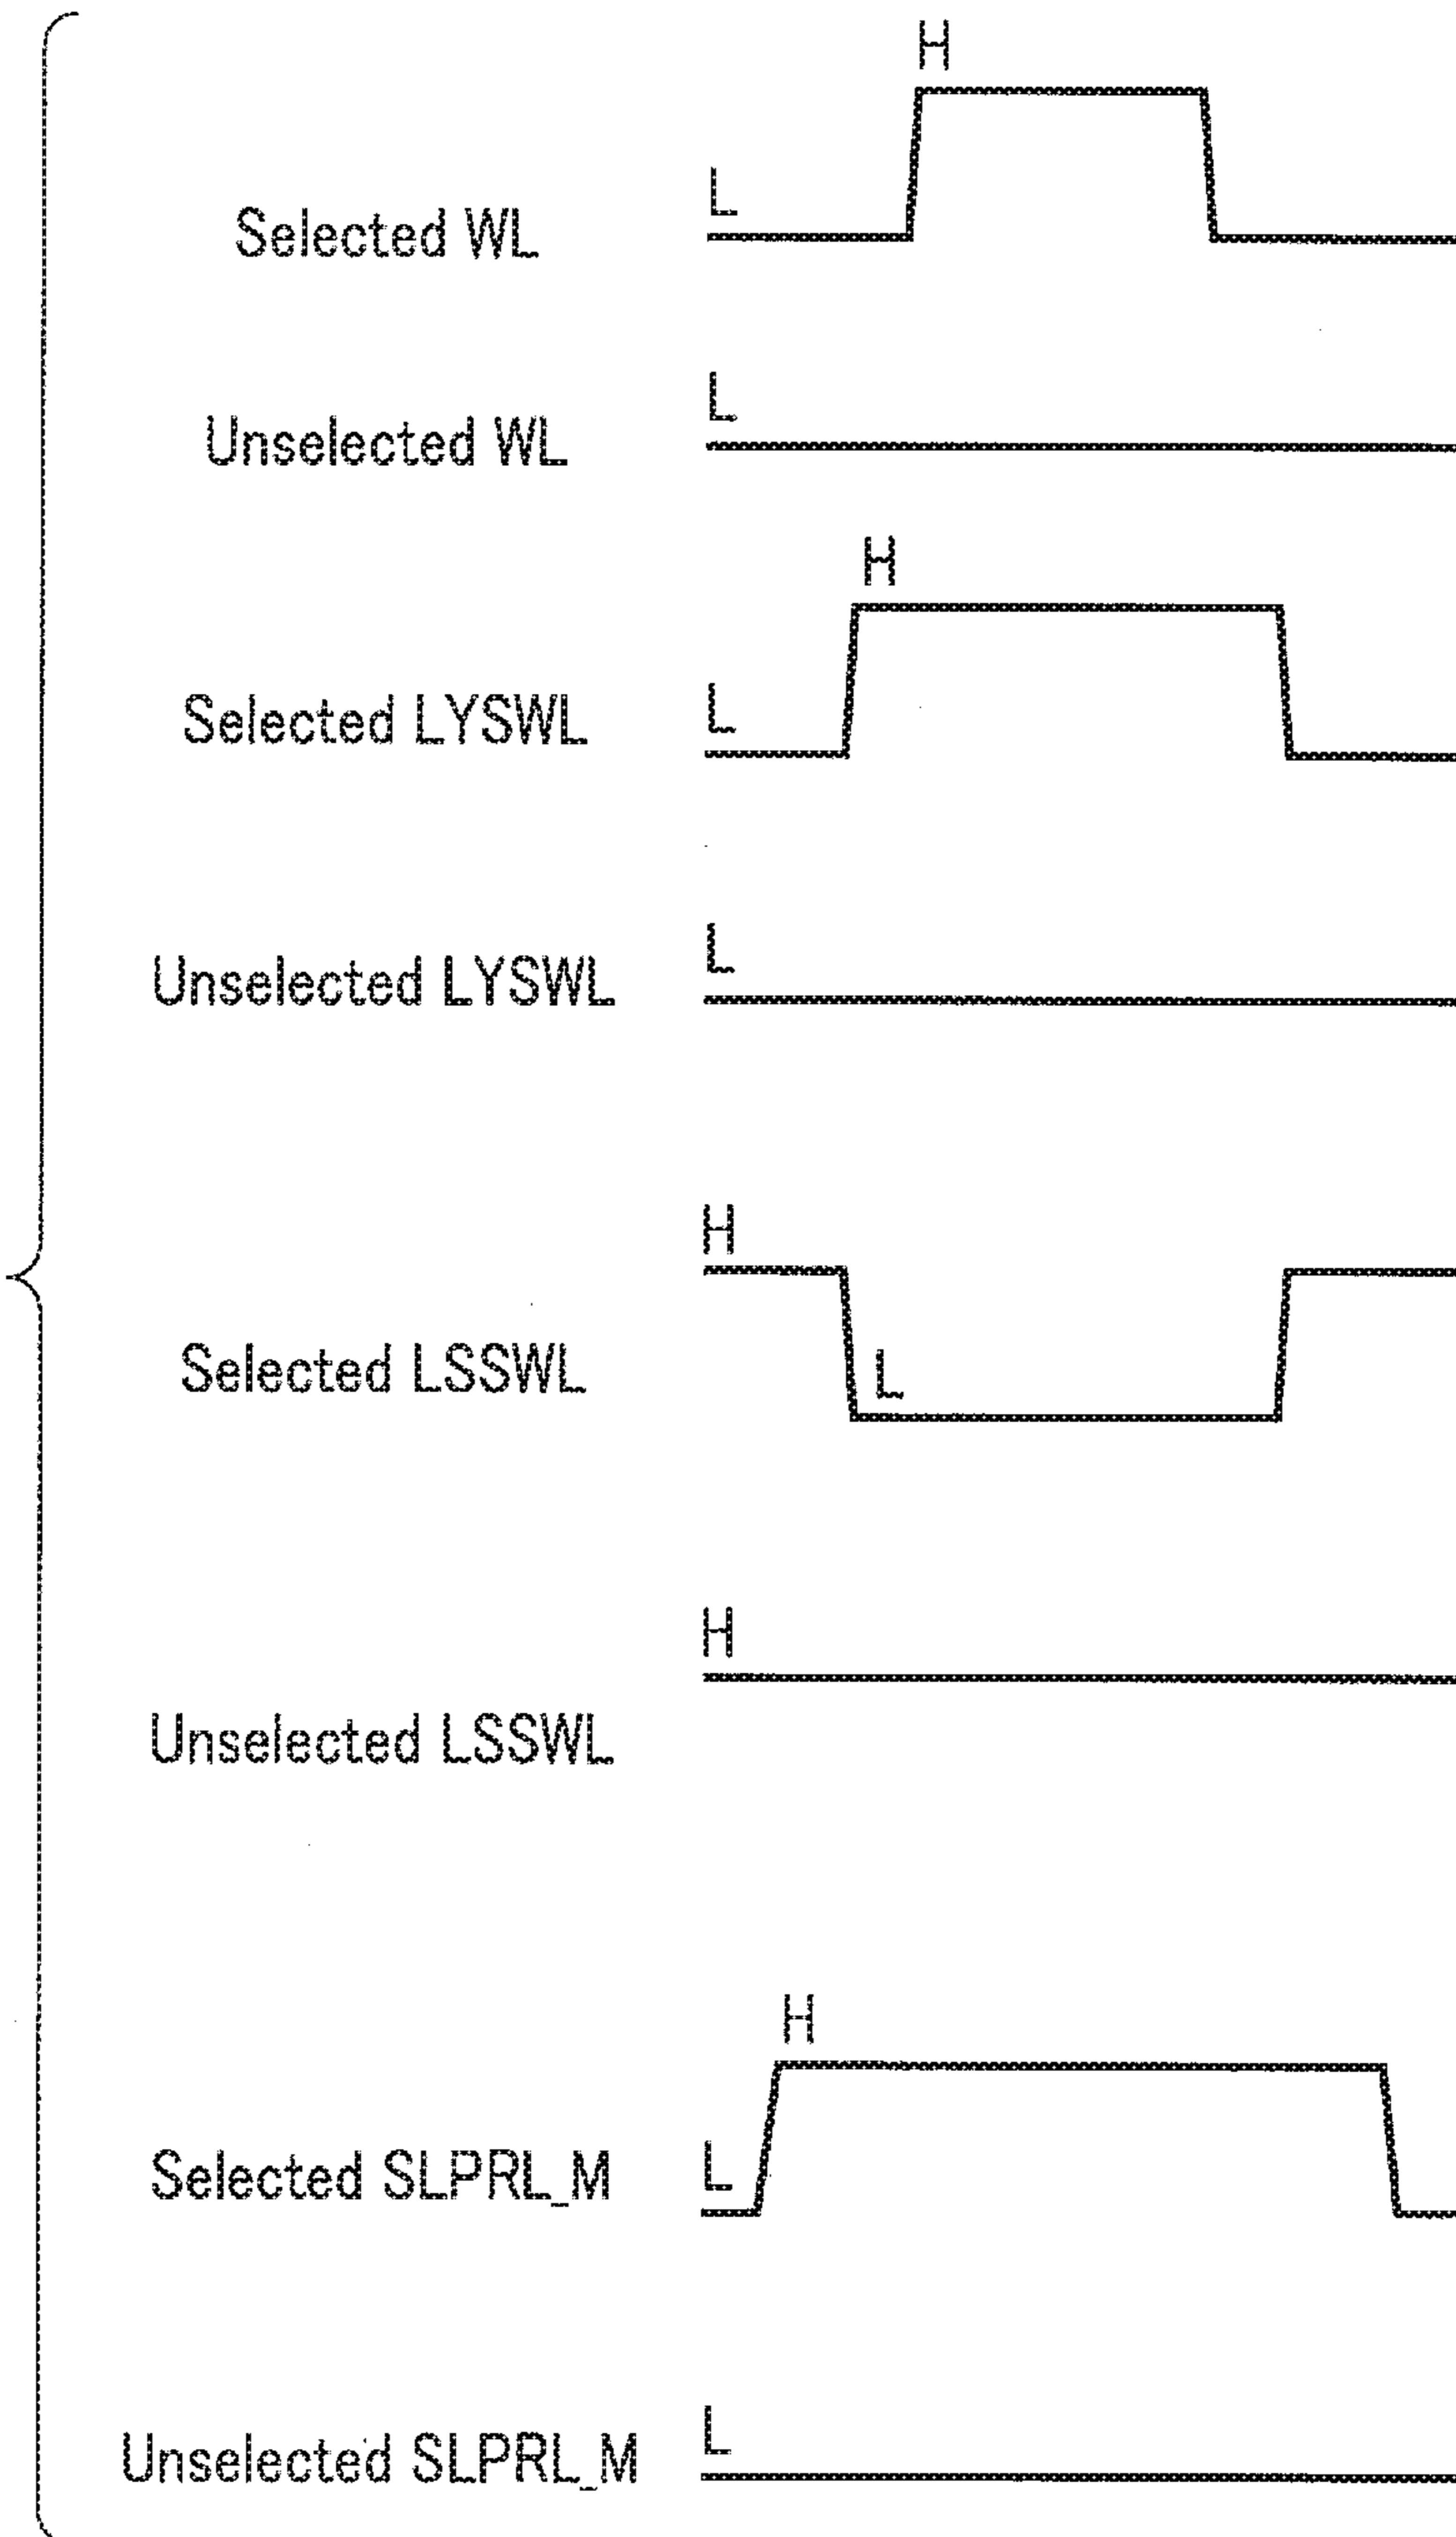 H
L
Selected WL
L
Unselected WL
H
L
Selected LYSWL
L
Unselected LYSWL
H
Selected LSSWL
L
H
Unselected LSSWL
H
L
Selected SLPRL_M
L
Unselected SLPRL_M